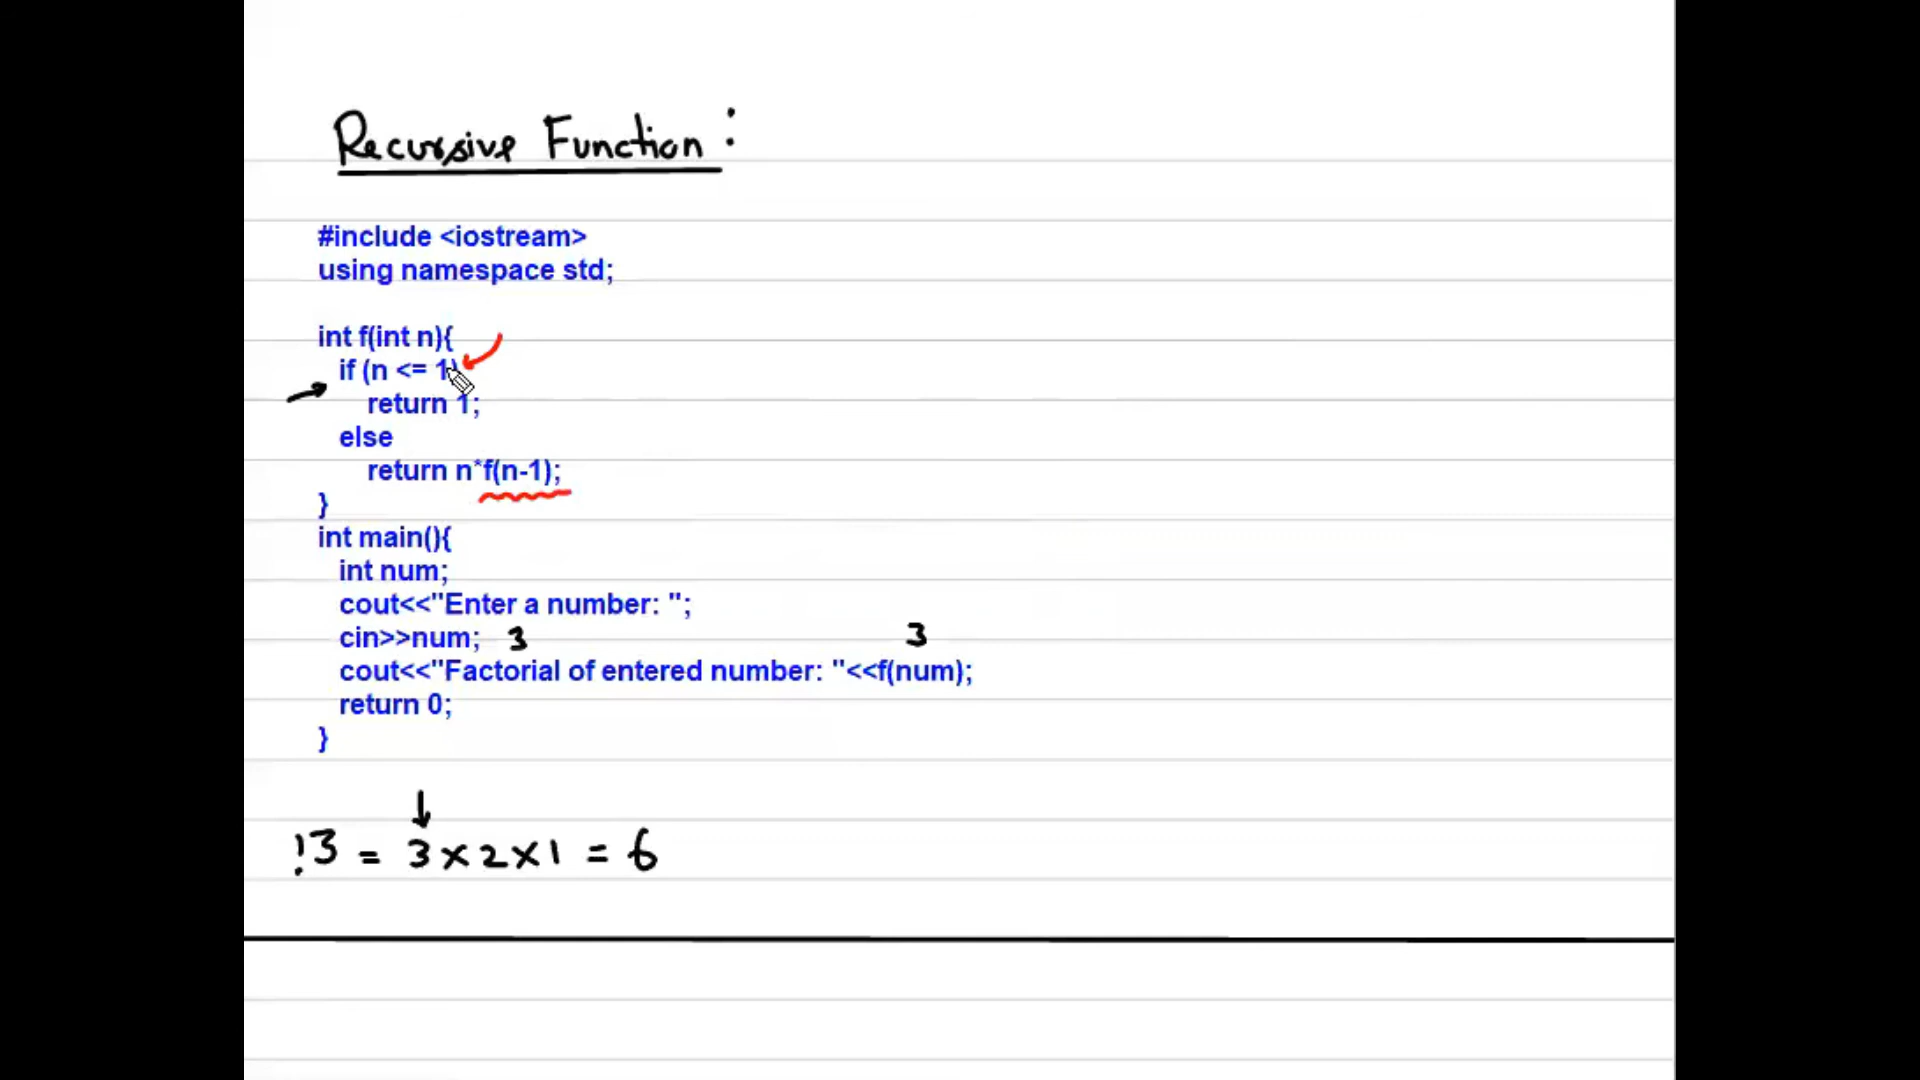 Recursive Function :
#include <iostream>
using namespace std;
int f(int n){
if (n <= 1)
return 1;
else
return n*f(n-1);
}
int main(){
int num;
cout<<"Enter a number: ";
cin>>num; 3
3
cout<<"Factorial of entered number: "<<f(num);
return 0;
}
!3 = 3 × 2 × 1 = 6